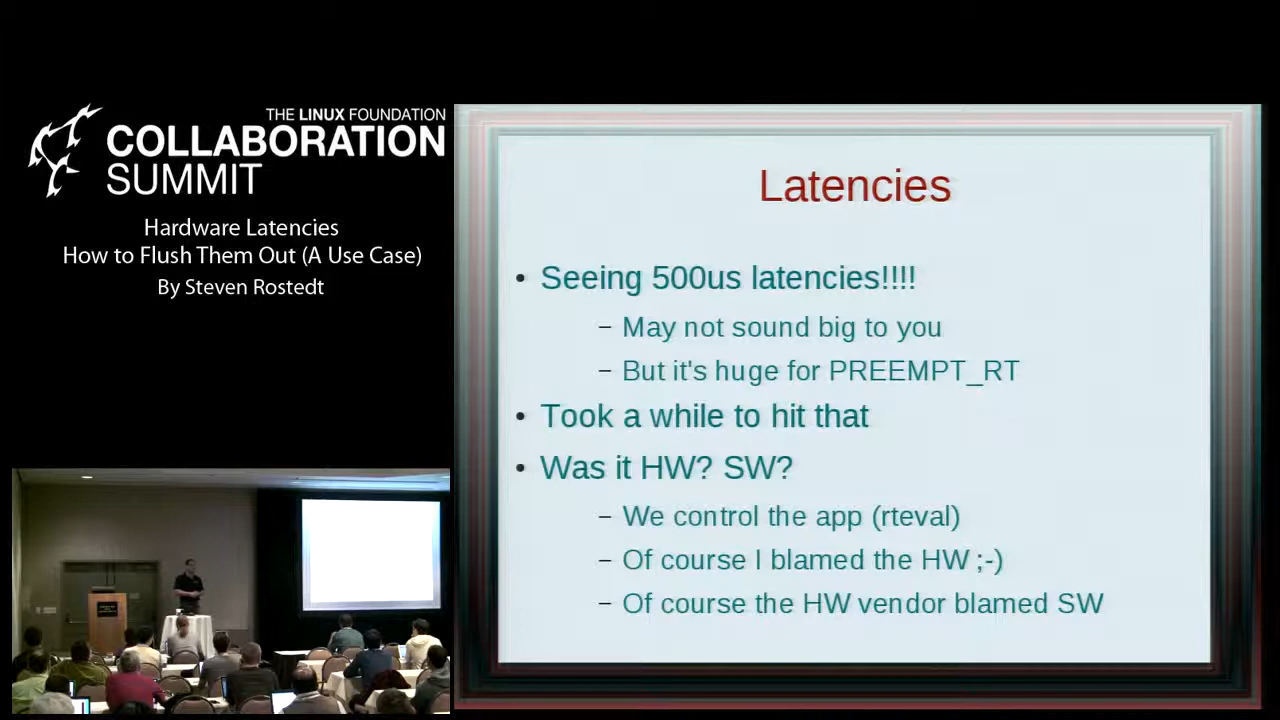 THE LINUX FOUNDATION
COLLABORATION
SUMMIT
Hardware Latencies
How to Flush Them Out (A Use Case)
By Steven Rostedt
Latencies
• Seeing 500us latencies!!!!
– May not sound big to you
– But it's huge for PREEMPT_RT
• Took a while to hit that
• Was it HW? SW?
– We control the app (rteval)
– Of course I blamed the HW ;-)
– Of course the HW vendor blamed SW